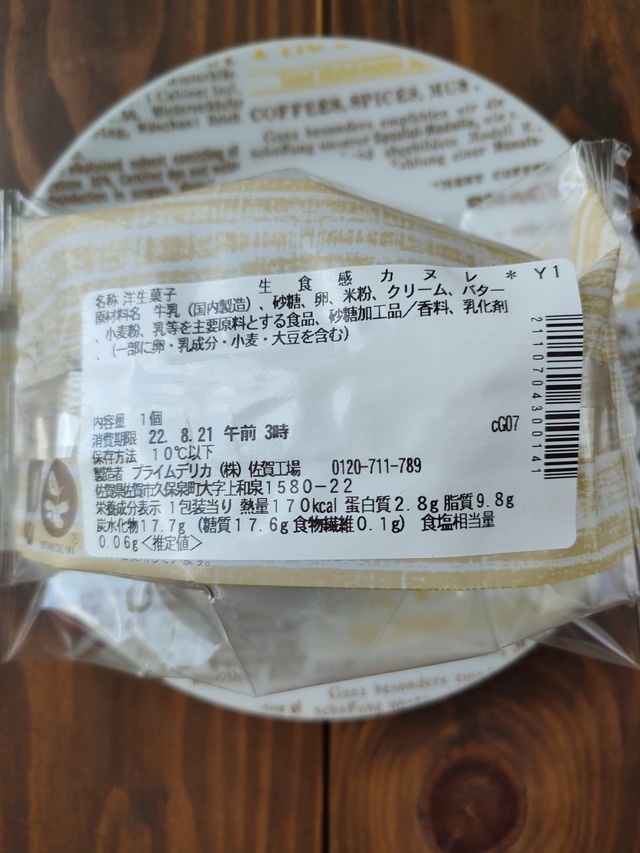 COFFEES, SPICES, MUS
Ganz besonders empfehlen wir die
生食感カヌレ* Y1
名称 洋生菓子
原材料名 牛乳（国内製造）、砂糖、卵、米粉、クリーム、バター
、小麦粉、乳等を主要原料とする食品、砂糖加工品／香料、乳化剤
、（一部に卵・乳成分・小麦・大豆を含む）
2110704300141
内容量 1個
cG07
消費期限 22. 8.21 午前 3時
保存方法 10℃以下
製造者 プライムデリカ（株）佐賀工場 0120-711-789
佐賀県佐賀市久保泉町大字上和泉1580-22
栄養成分表示 1包装当り 熱量170kcal 蛋白質2.8g 脂質9.8g
炭水化物17.7g （糖質17.6g 食物繊維0.1g） 食塩相当量
0.06g<推定値>
Ganz besonders